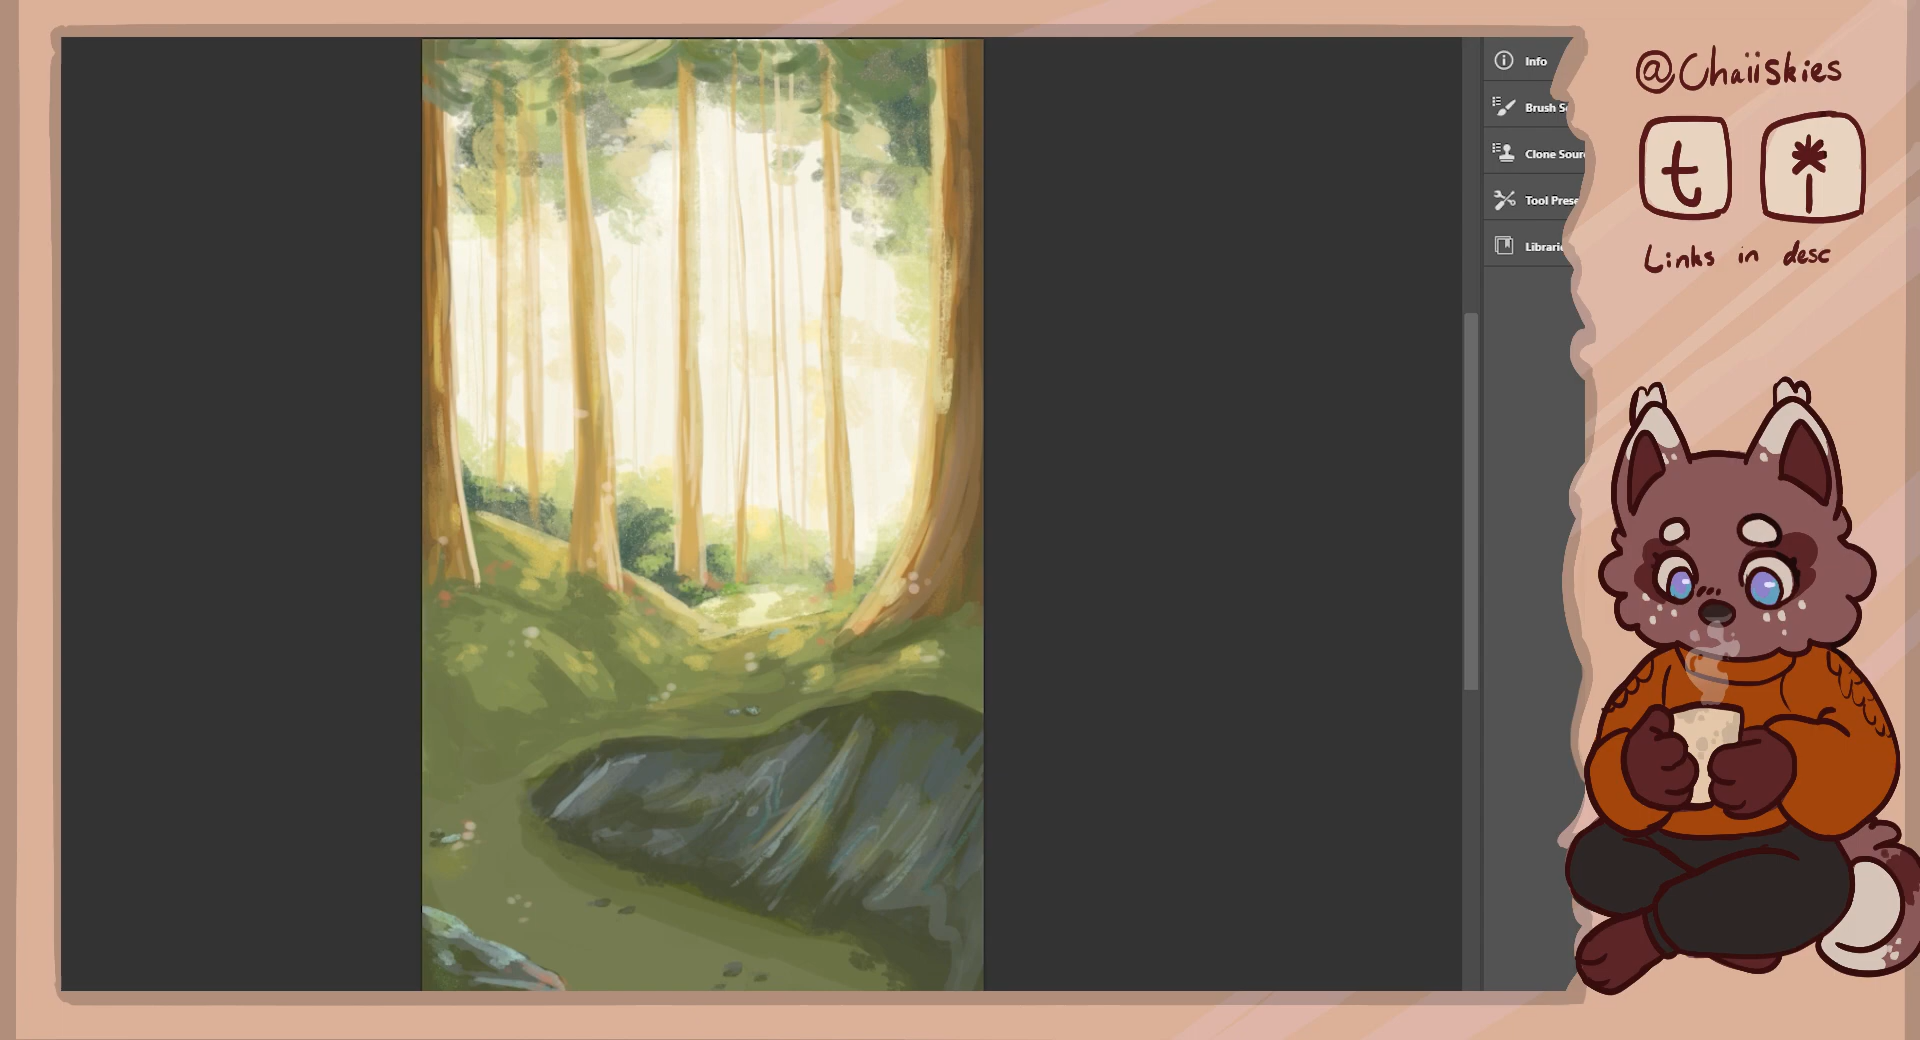 Info
Brush S
Clone Sour
Tool Prese
Librari
@Chaiiskies
t
Links in desc